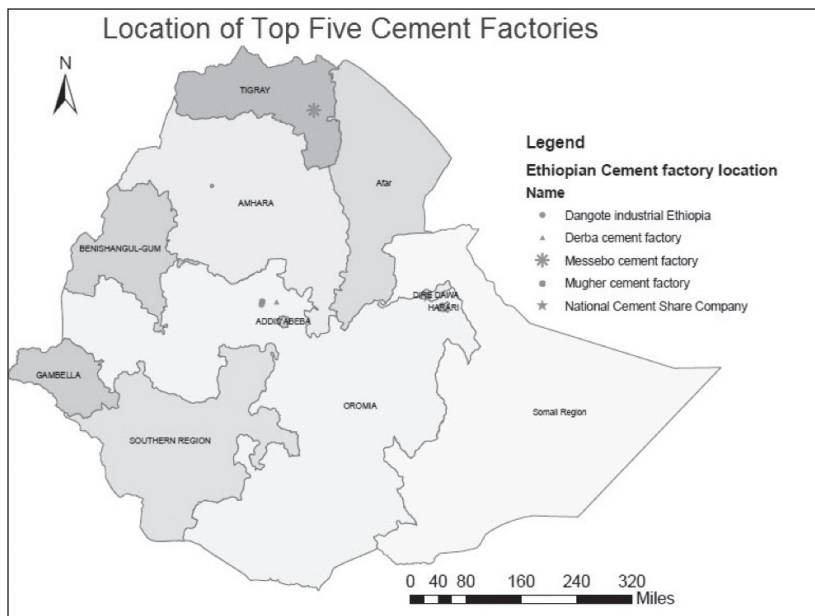 Location of Top Five Cement Factories
N
TIGRAY
Afar
AMHARA
BENISHANGUL-GUM
DIRE DAWA
HARARI
ADDIS ABEBA
GAMBELLA
OROMIA
Somali Region
SOUTHERN REGION
Legend
Ethiopian Cement factory location
Name
Dangote industrial Ethiopia
Derba cement factory
Messebo cement factory
Mugher cement factory
National Cement Share Company
0 40 80 160 240 320
Miles